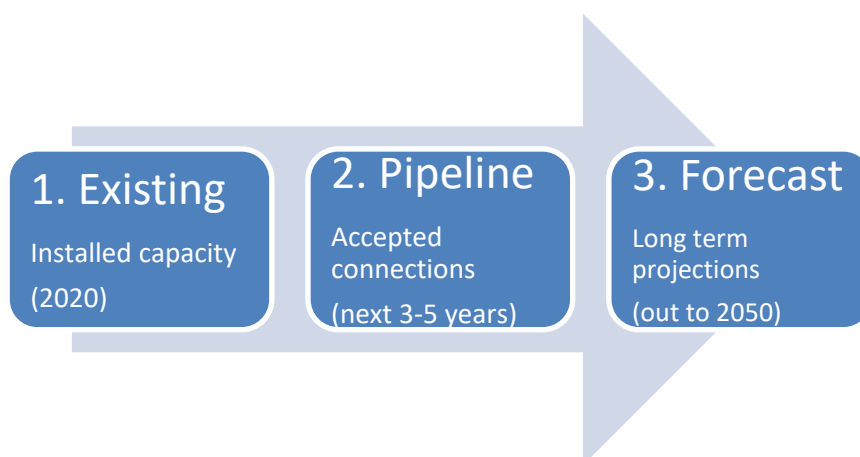 1. Existing
Installed capacity
(2020)
2. Pipeline
Accepted
connections
(next 3-5 years)
3. Forecast
Long term
projections
(out to 2050)